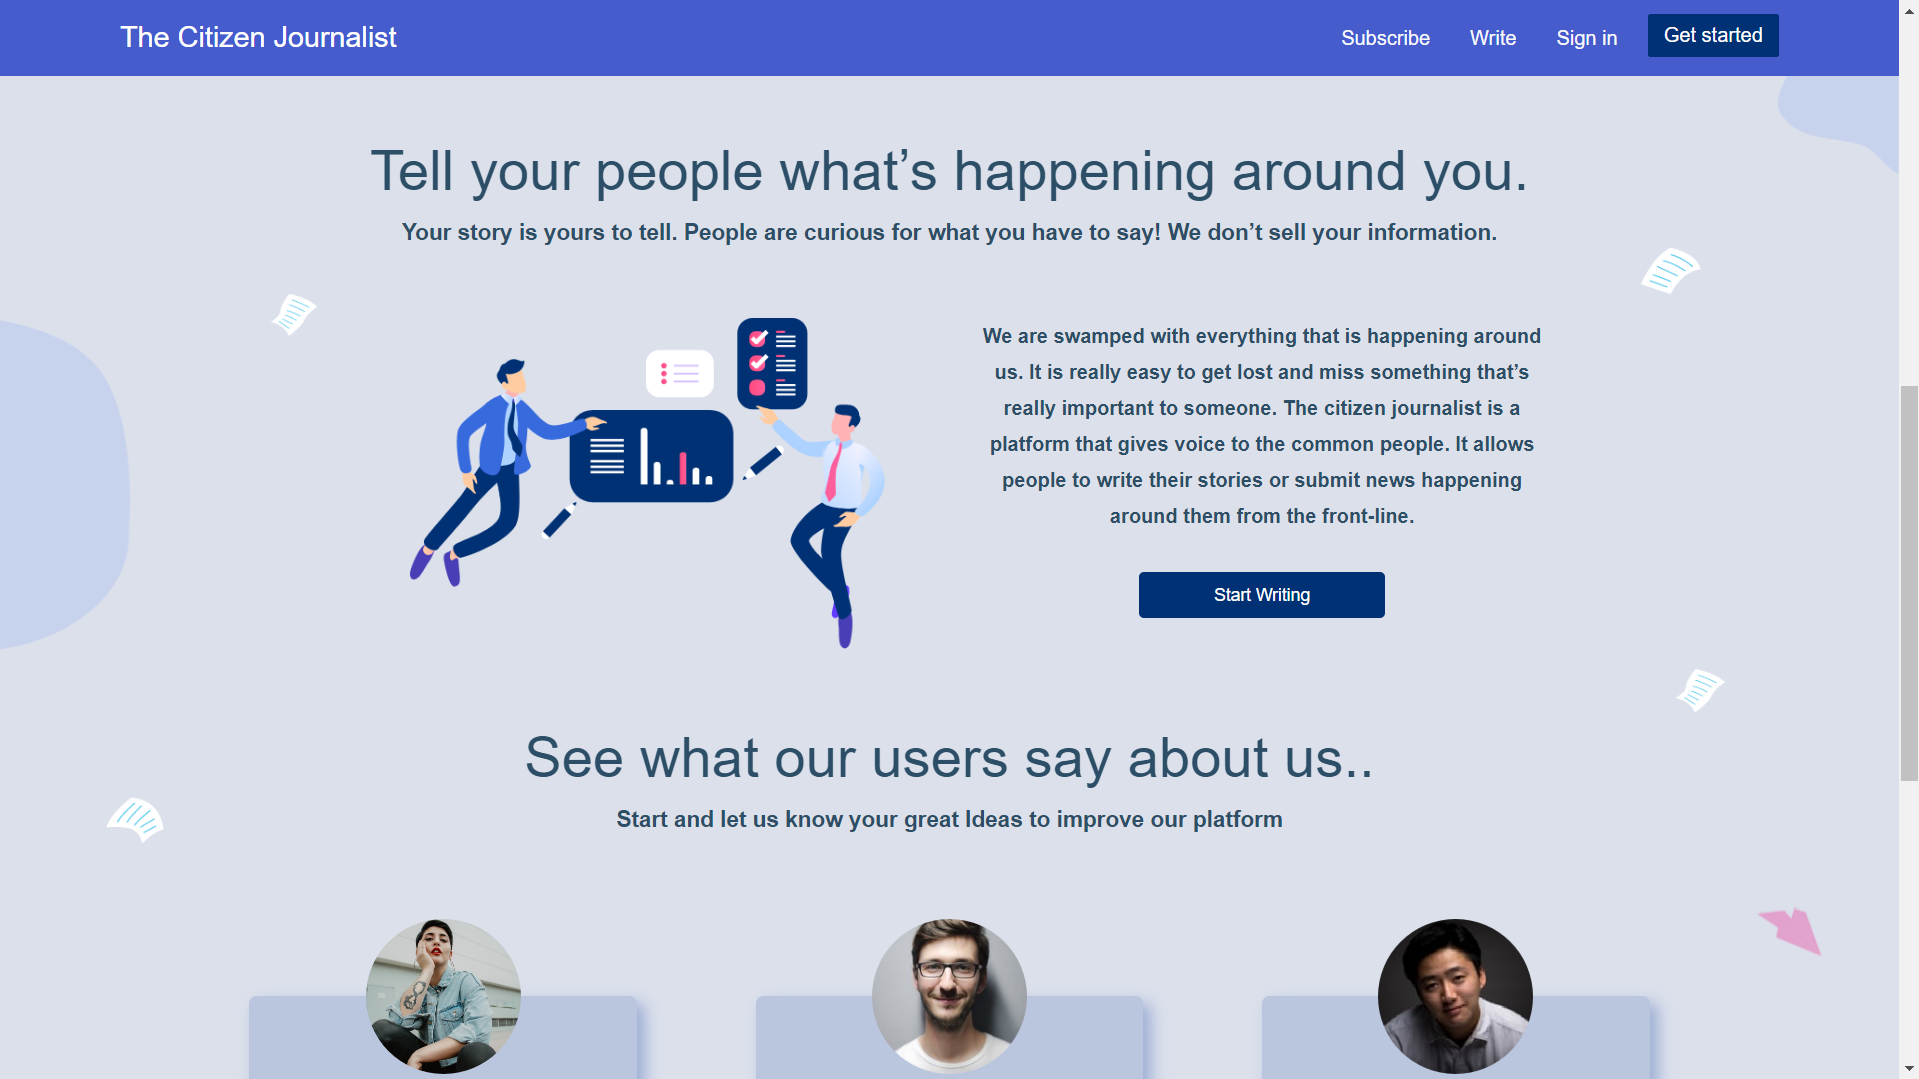 The Citizen Journalist
Subscribe
Write
Sign in
Get started
Tell your people what’s happening around you.
Your story is yours to tell. People are curious for what you have to say! We don’t sell your information.
We are swamped with everything that is happening around
us. It is really easy to get lost and miss something that’s
really important to someone. The citizen journalist is a
platform that gives voice to the common people. It allows
people to write their stories or submit news happening
around them from the front-line.
Start Writing
See what our users say about us..
Start and let us know your great Ideas to improve our platform